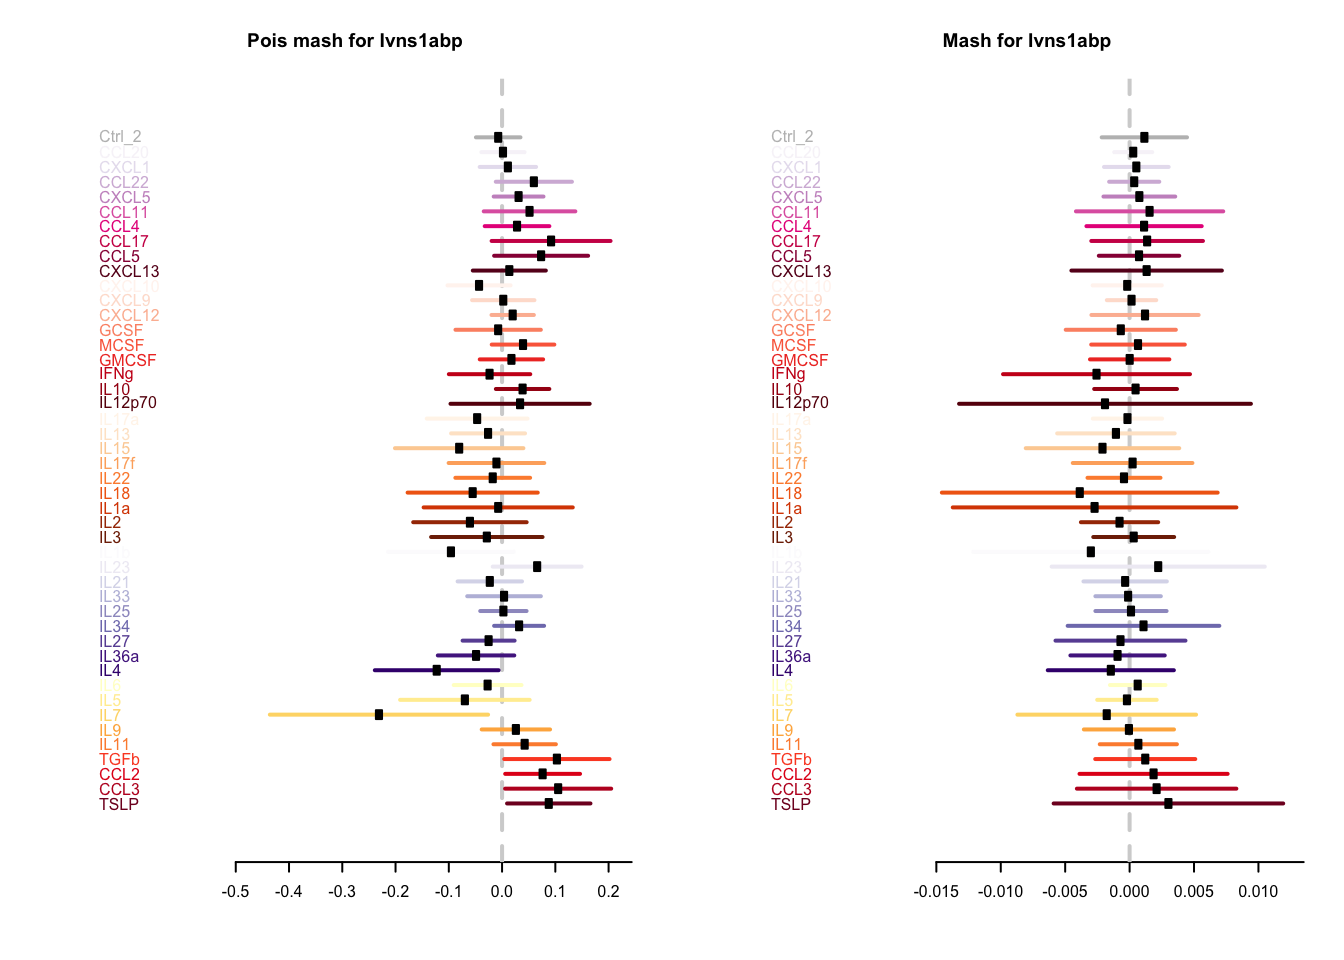 Pois mash for Ivns1abp
Ctrl_2
CCL20
CXCL1
CCL22
CXCL5
CCL11
CCL4
CCL17
CCL5
CXCL13
CXCL10
CXCL9
CXCL12
GCSF
MCSF
GMCSF
IFNg
IL10
IL12p70
IL17a
IL13
IL15
IL17f
IL22
IL18
IL1a
IL2
IL3
IL23
IL21
IL33
IL25
IL34
IL27
IL36a
IL4
IL5
IL7
IL9
IL11
TGFb
CCL2
CCL3
TSLP
-0.5 -0.4 -0.3 -0.2 -0.1 0.0 0.1 0.2
Mash for Ivns1abp
Ctrl_2
CCL20
CXCL1
CCL22
CXCL5
CCL11
CCL4
CCL17
CCL5
CXCL13
CXCL10
CXCL9
CXCL12
GCSF
MCSF
GMCSF
IFNg
IL10
IL12p70
IL17a
IL13
IL15
IL17f
IL22
IL18
IL1a
IL2
IL3
IL23
IL21
IL33
IL25
IL34
IL27
IL36a
IL4
IL5
IL7
IL9
IL11
TGFb
CCL2
CCL3
TSLP
-0.015 -0.010 -0.005 0.000 0.005 0.010